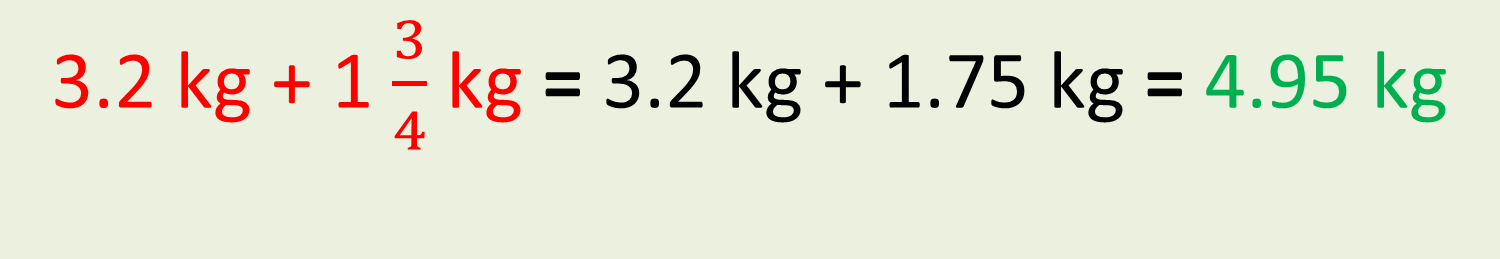 3.2 kg + 1 3/4 kg = 3.2 kg + 1.75 kg = 4.95 kg